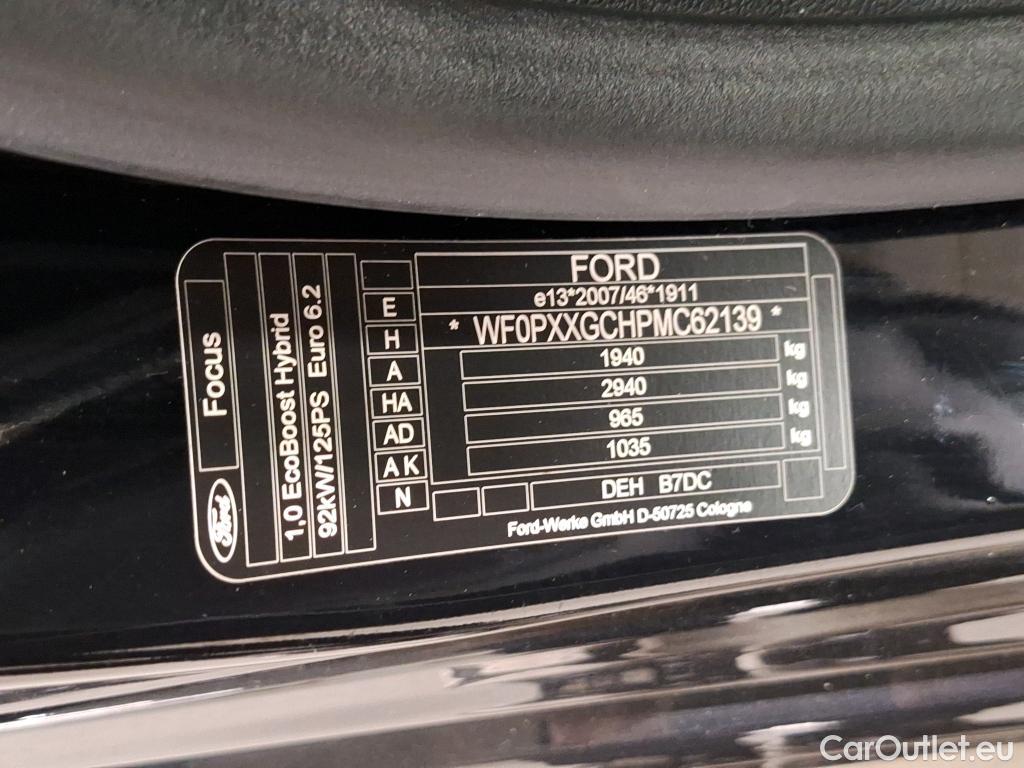 FORD
e13*2007/46*1911
* WF0PXXGCHPMC62139 *
1940 kg
2940 kg
965 kg
1035 kg
DEH B7DC
Ford-Werke GmbH D-50725 Cologne
E
H
A
HA
AD
AK
N
Focus
Ford
1,0 EcoBoost Hybrid
92kW/125PS Euro 6.2
CarOutlet.eu